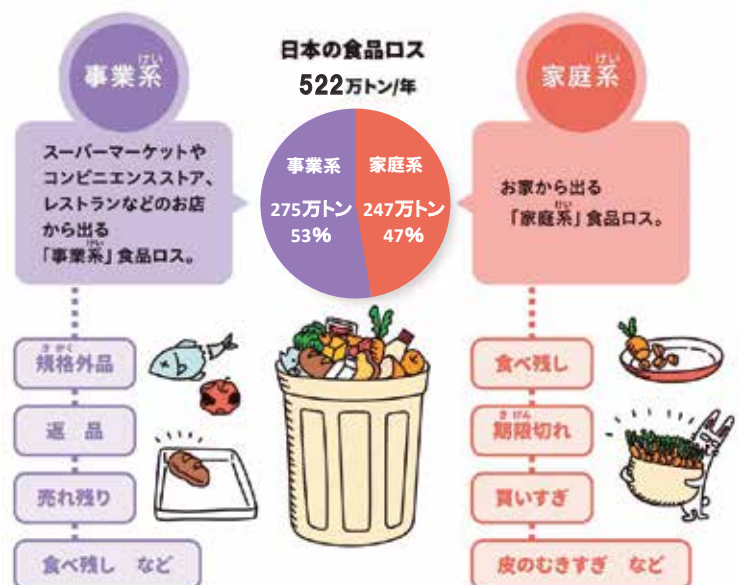 事業系
けい
スーパーマーケットや
コンビニエンスストア、
レストランなどのお店
から出る
「事業系」食品ロス。
けい
規格外品
きかく
返品
売れ残り
食べ残し など
日本の食品ロス
522万トン/年
事業系
275万トン
53%
家庭系
247万トン
47%
家庭系
けい
お家から出る
「家庭系」食品ロス。
けい
食べ残し
期限切れ
きげん
買いすぎ
皮のむきすぎ など